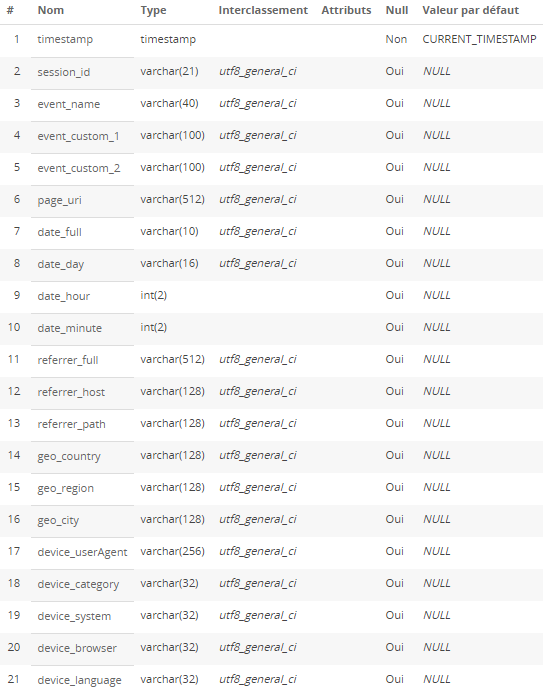 # Nom Type Interclassement Attributs Null Valeur par défaut
1 timestamp timestamp Non CURRENT_TIMESTAMP
2 session_id varchar(21) utf8_general_ci Oui NULL
3 event_name varchar(40) utf8_general_ci Oui NULL
4 event_custom_1 varchar(100) utf8_general_ci Oui NULL
5 event_custom_2 varchar(100) utf8_general_ci Oui NULL
6 page_uri varchar(512) utf8_general_ci Oui NULL
7 date_full varchar(10) utf8_general_ci Oui NULL
8 date_day varchar(16) utf8_general_ci Oui NULL
9 date_hour int(2) Oui NULL
10 date_minute int(2) Oui NULL
11 referrer_full varchar(512) utf8_general_ci Oui NULL
12 referrer_host varchar(128) utf8_general_ci Oui NULL
13 referrer_path varchar(128) utf8_general_ci Oui NULL
14 geo_country varchar(128) utf8_general_ci Oui NULL
15 geo_region varchar(128) utf8_general_ci Oui NULL
16 geo_city varchar(128) utf8_general_ci Oui NULL
17 device_userAgent varchar(256) utf8_general_ci Oui NULL
18 device_category varchar(32) utf8_general_ci Oui NULL
19 device_system varchar(32) utf8_general_ci Oui NULL
20 device_browser varchar(32) utf8_general_ci Oui NULL
21 device_language varchar(32) utf8_general_ci Oui NULL